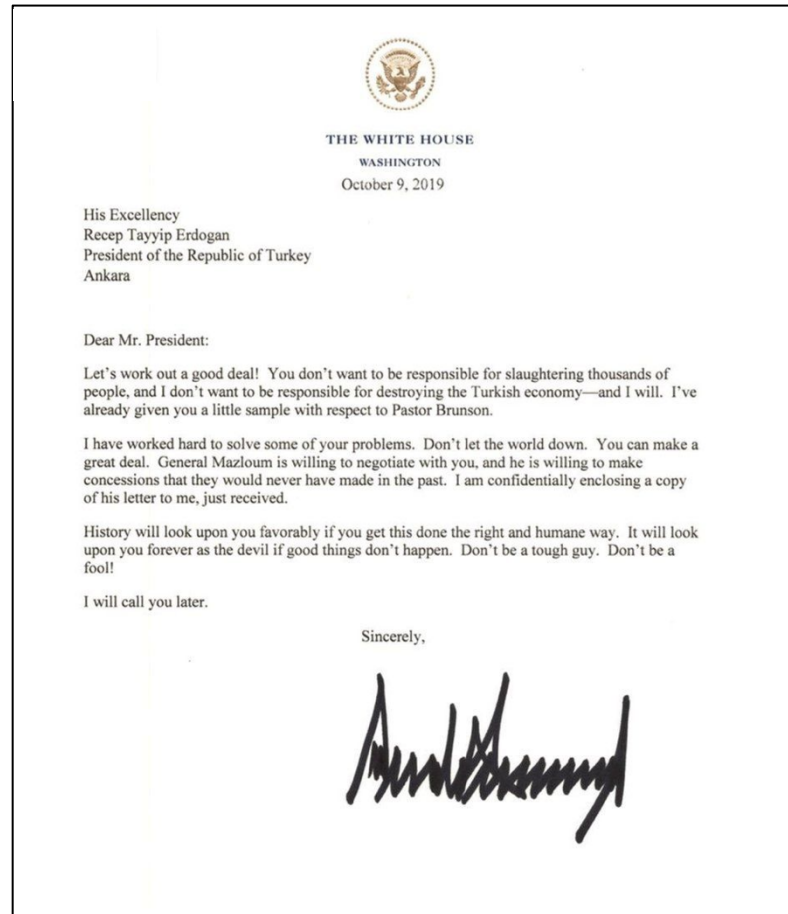 THE WHITE HOUSE
WASHINGTON
October 9, 2019
His Excellency
Recep Tayyip Erdogan
President of the Republic of Turkey
Ankara
Dear Mr. President:
Let's work out a good deal!  You don't want to be responsible for slaughtering thousands of
people, and I don't want to be responsible for destroying the Turkish economy—and I will.  I've
already given you a little sample with respect to Pastor Brunson.
I have worked hard to solve some of your problems.  Don't let the world down.  You can make a
great deal.  General Mazloum is willing to negotiate with you, and he is willing to make
concessions that they would never have made in the past.  I am confidentially enclosing a copy
of his letter to me, just received.
History will look upon you favorably if you get this done the right and humane way.  It will look
upon you forever as the devil if good things don't happen.  Don't be a tough guy.  Don't be a
fool!
I will call you later.
Sincerely,